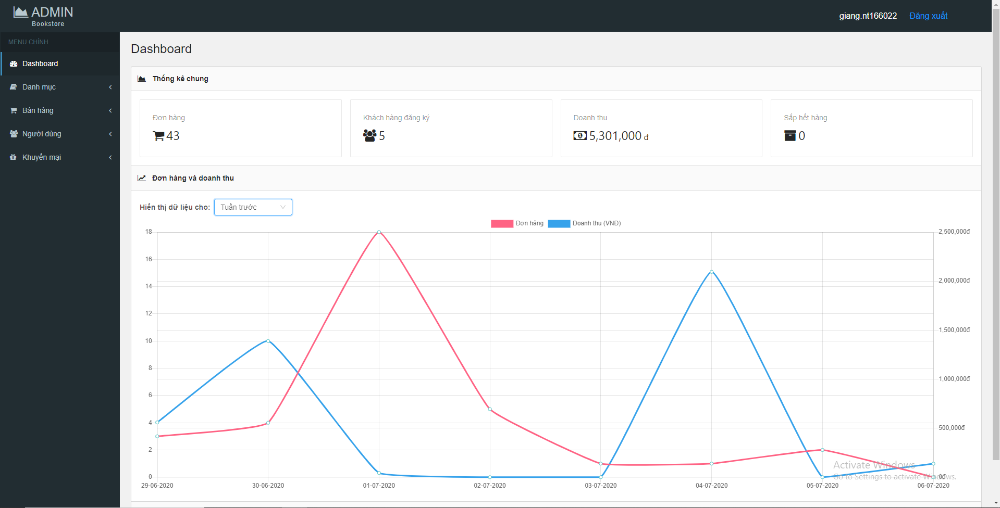 ADMIN
Bookstore
giang.nt166022 Đăng xuất
MENU CHÍNH
Dashboard
Danh mục
Bán hàng
Người dùng
Khuyến mại
Dashboard
Thống kê chung
Đơn hàng
43
Khách hàng đăng ký
5
Doanh thu
5,301,000 đ
Sắp hết hàng
0
Đơn hàng và doanh thu
Hiển thị dữ liệu cho: Tuần trước
Đơn hàng Doanh thu (VNĐ)
18 2,500,000đ
16
14 2,000,000đ
12
10 1,500,000đ
8
6 1,000,000đ
4 500,000đ
2
0 0đ
29-06-2020 30-06-2020 01-07-2020 02-07-2020 03-07-2020 04-07-2020 05-07-2020 06-07-2020
Activate Windows
Go to Settings to activate Windows.